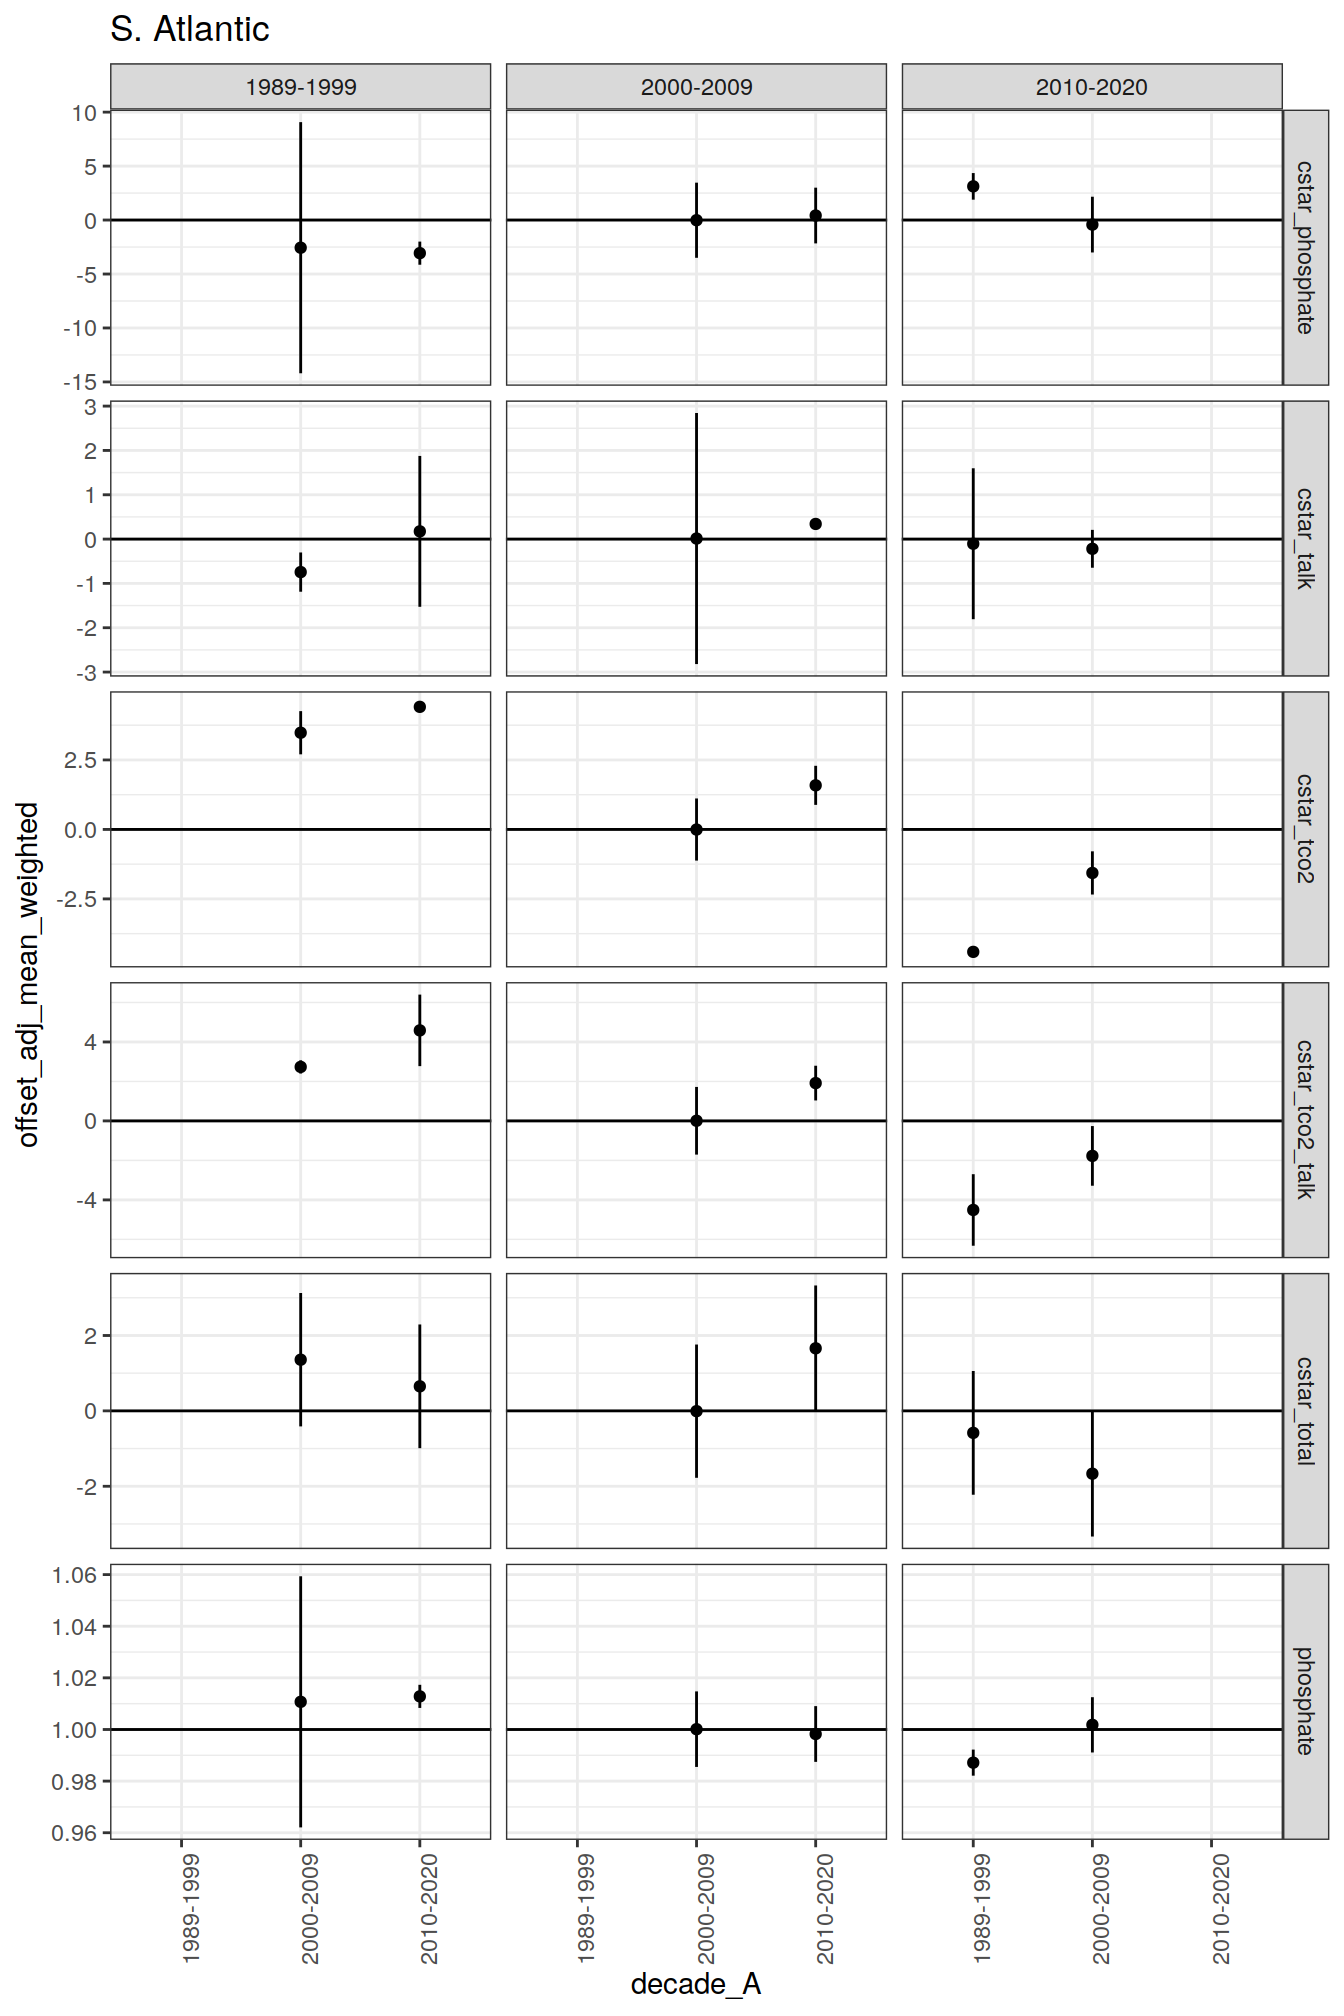 S. Atlantic
1989-1999 2000-2009 2010-2020
10
5
0
-5
-10
-15
cstar_phosphate
3
2
1
0
-1
-2
-3
cstar_talk
2.5
0.0
-2.5
cstar_tco2
4
0
-4
cstar_tco2_talk
2
0
-2
cstar_total
1.06
1.04
1.02
1.00
0.98
0.96
phosphate
offset_adj_mean_weighted
1989-1999 2000-2009 2010-2020 1989-1999 2000-2009 2010-2020 1989-1999 2000-2009 2010-2020
decade_A